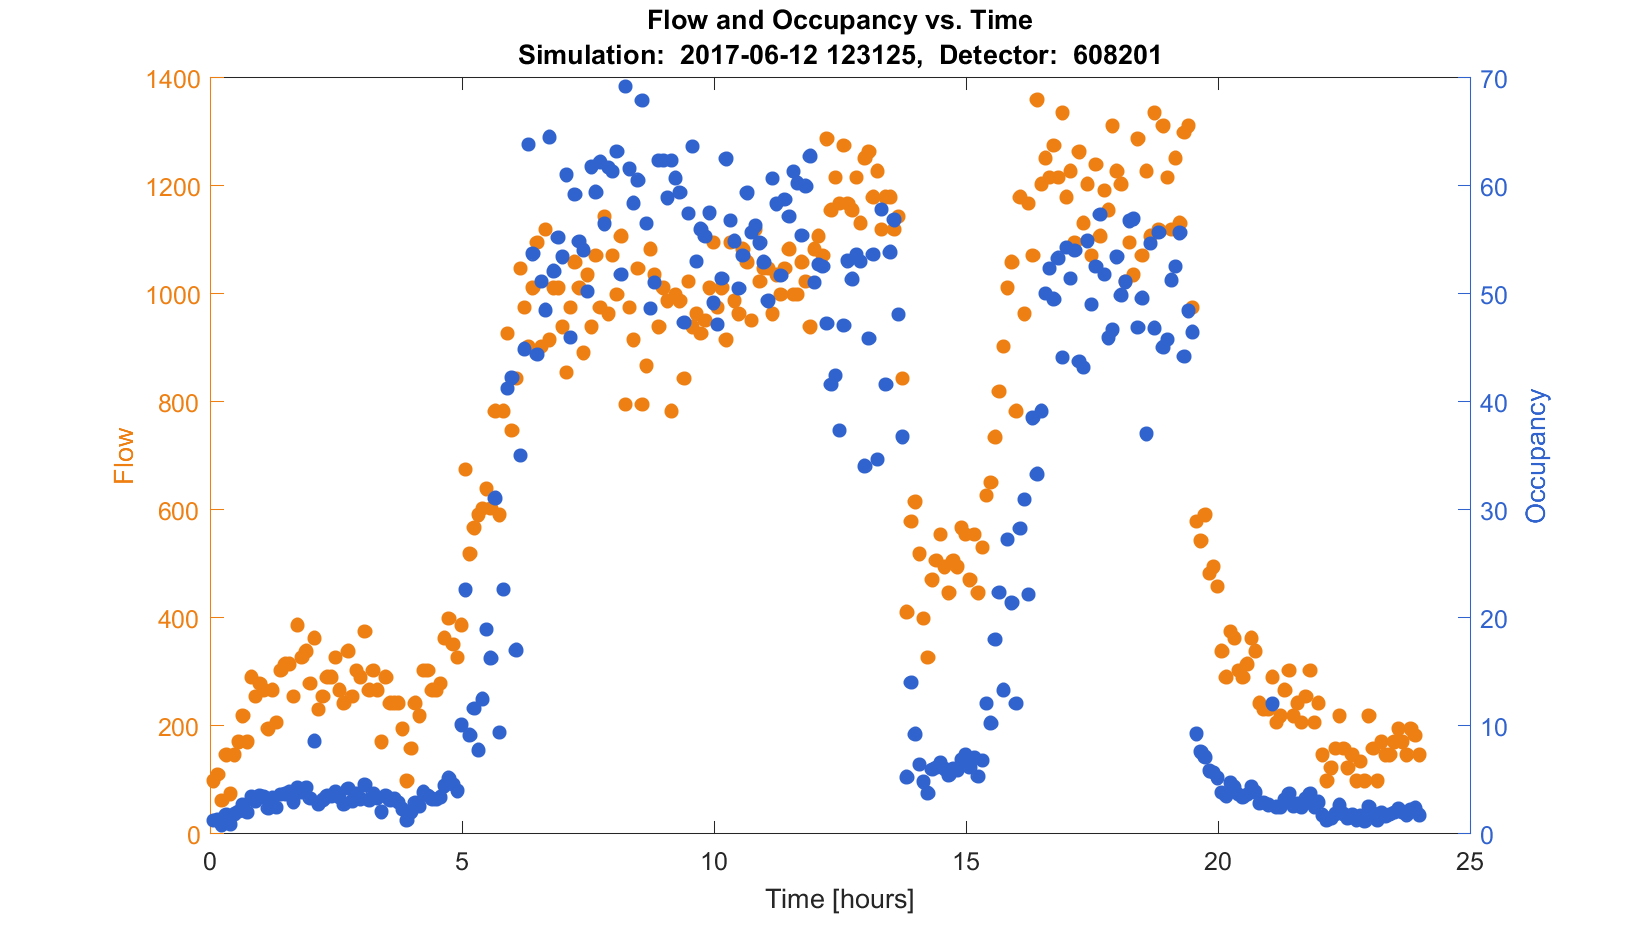 Flow and Occupancy vs. Time
Simulation:  2017-06-12 123125,  Detector:  608201
1400
1200
1000
800
600
400
200
0
Flow
70
60
50
40
30
20
10
0
Occupancy
0 5 10 15 20 25
Time [hours]